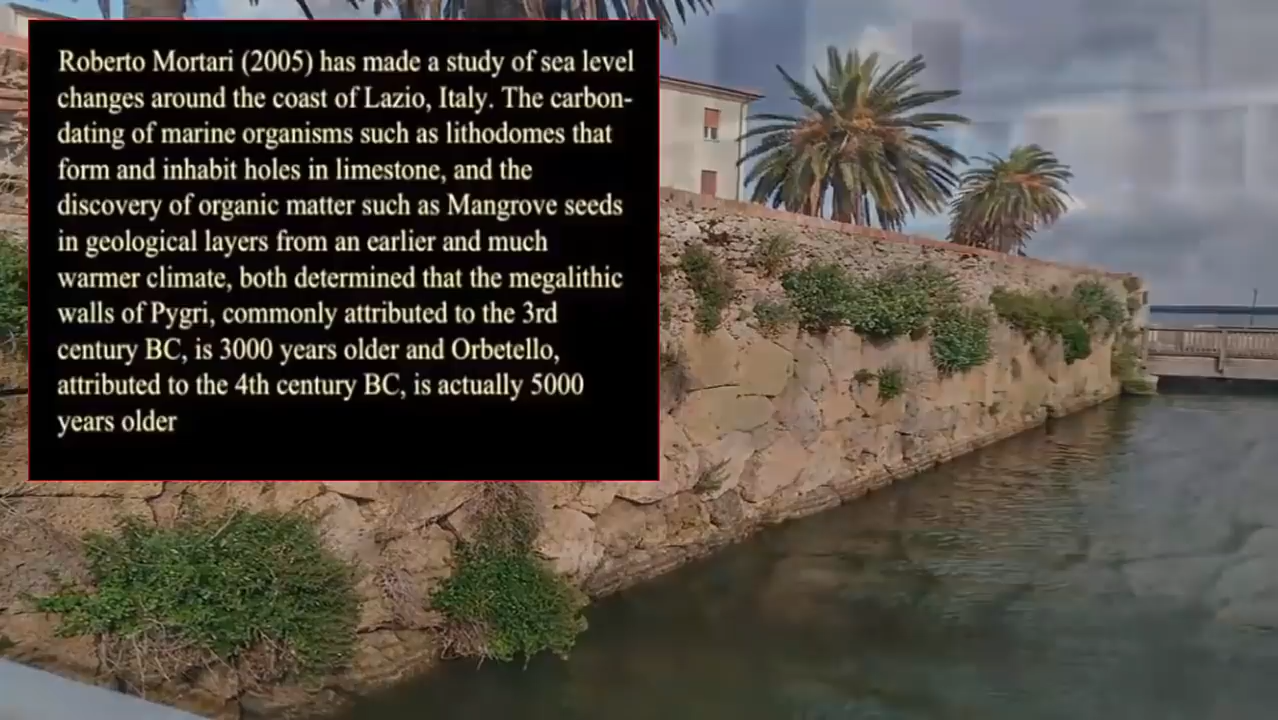 Roberto Mortari (2005) has made a study of sea level
changes around the coast of Lazio, Italy. The carbon-
dating of marine organisms such as lithodomes that
form and inhabit holes in limestone, and the
discovery of organic matter such as Mangrove seeds
in geological layers from an earlier and much
warmer climate, both determined that the megalithic
walls of Pygri, commonly attributed to the 3rd
century BC, is 3000 years older and Orbetello,
attributed to the 4th century BC, is actually 5000
years older